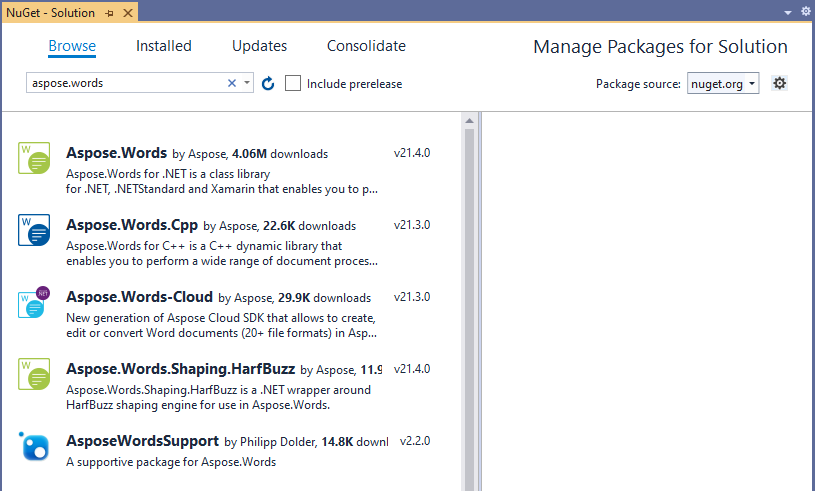 NuGet - Solution
Browse Installed Updates Consolidate Manage Packages for Solution
aspose.words Include prerelease Package source: nuget.org
Aspose.Words by Aspose, 4.06M downloads v21.4.0
Aspose.Words for .NET is a class library
for .NET, .NETStandard and Xamarin that enables you to p...
Aspose.Words.Cpp by Aspose, 22.6K downloads v21.3.0
Aspose.Words for C++ is a C++ dynamic library that
enables you to perform a wide range of document proces...
Aspose.Words-Cloud by Aspose, 29.9K downloads v21.3.0
New generation of Aspose Cloud SDK that allows to create,
edit or convert Word documents (20+ file formats) in Asp...
Aspose.Words.Shaping.HarfBuzz by Aspose, 11.9 v21.4.0
Aspose.Words.Shaping.HarfBuzz is a .NET wrapper around
HarfBuzz shaping engine for use in Aspose.Words.
AsposeWordsSupport by Philipp Dolder, 14.8K downl v2.2.0
A supportive package for Aspose.Words